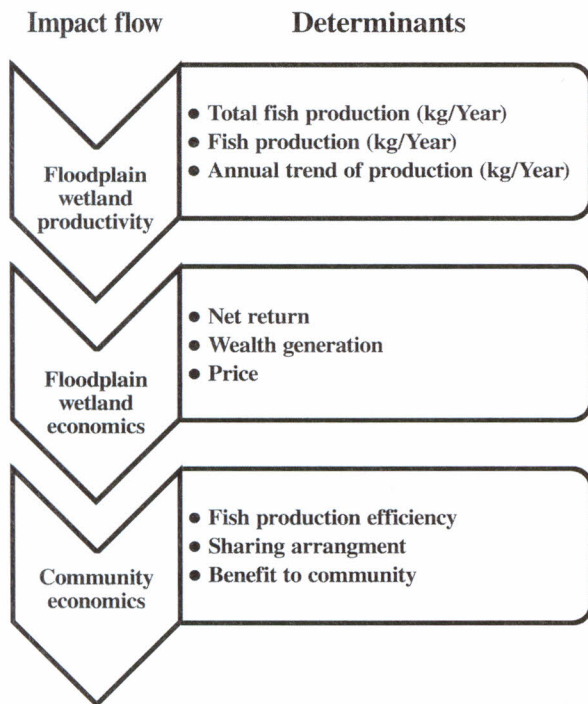 Impact flow
Determinants
Floodplain
wetland
productivity
● Total fish production (kg/Year)
● Fish production (kg/Year)
● Annual trend of production (kg/Year)
Floodplain
wetland
economics
● Net return
● Wealth generation
● Price
Community
economics
● Fish production efficiency
● Sharing arrangment
● Benefit to community